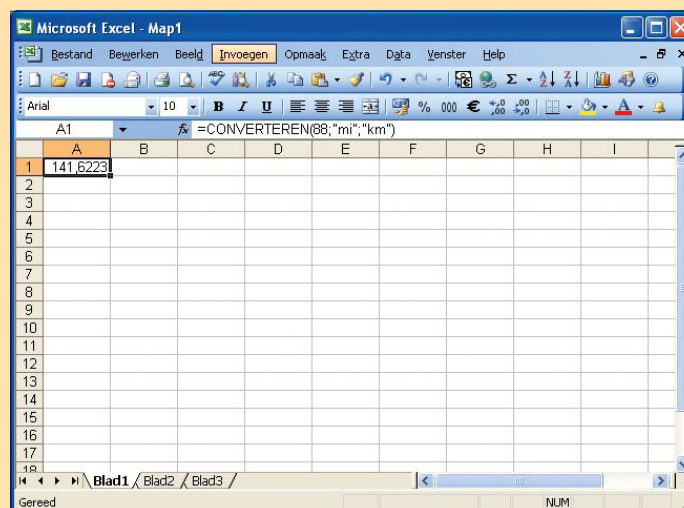 Microsoft Excel - Map1
Bestand Bewerken Beeld Invoegen Opmaak Extra Data Venster Help
Arial 10 B I U % 000 € ,00 ,00 A
A1 fx =CONVERTEREN(88;"mi";"km")
A B C D E F G H I
1 141,6223
2
3
4
5
6
7
8
9
10
11
12
13
14
15
16
17
18
Blad1 Blad2 Blad3
Gereed NUM